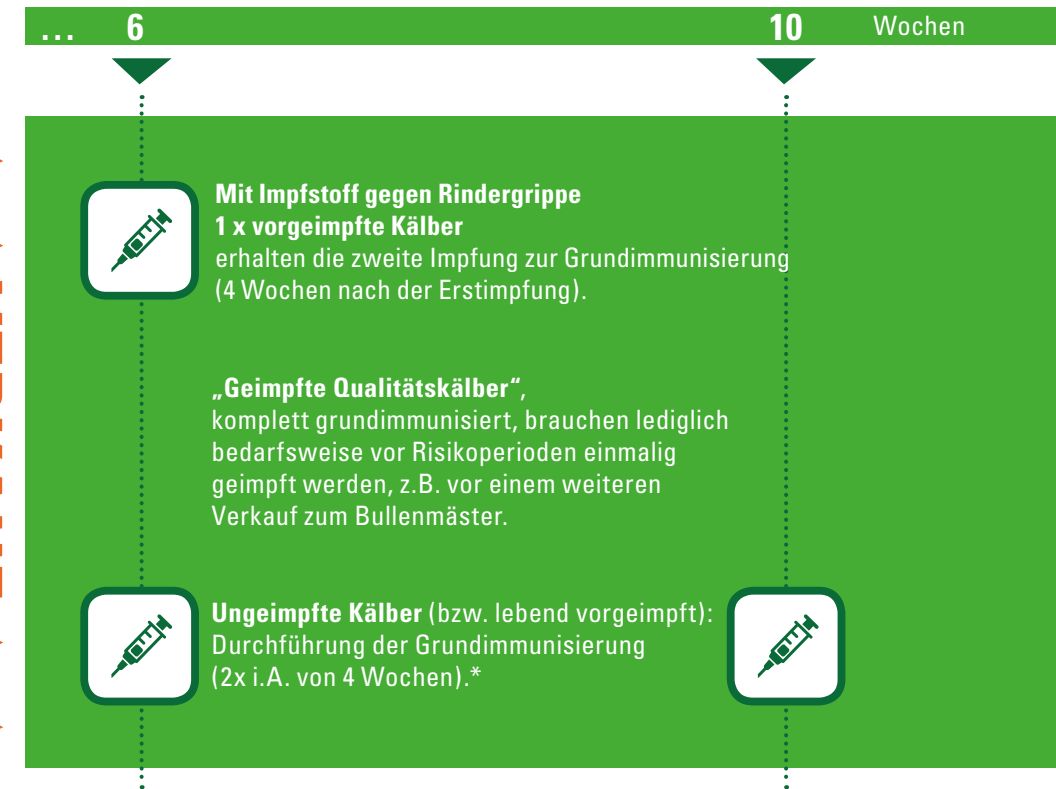 ... 6 10 Wochen
Mit Impfstoff gegen Rindergrippe
1 x vorgeimpfte Kälber
erhalten die zweite Impfung zur Grundimmunisierung
(4 Wochen nach der Erstimpfung).
„Geimpfte Qualitätskälber“,
komplett grundimmunisiert, brauchen lediglich
bedarfsweise vor Risikoperioden einmalig
geimpft werden, z.B. vor einem weiteren
Verkauf zum Bullenmäster.
Ungeimpfte Kälber (bzw. lebend vorgeimpft):
Durchführung der Grundimmunisierung
(2x i.A. von 4 Wochen).*